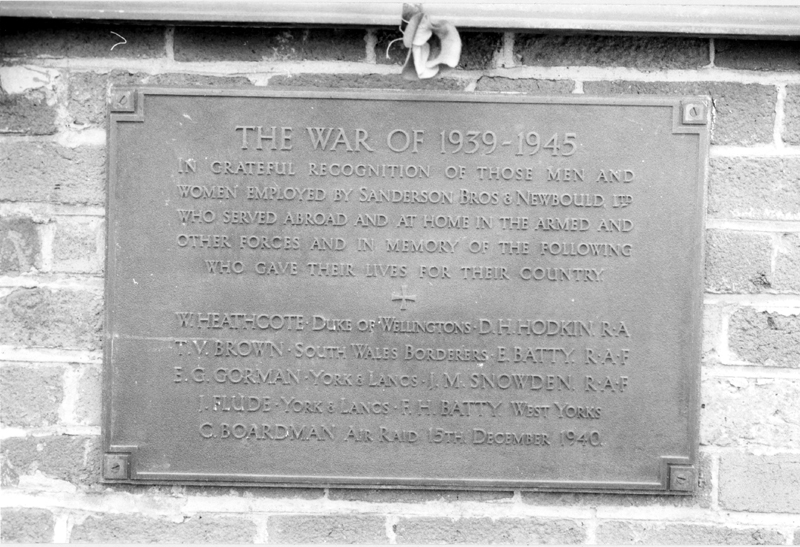 THE WAR OF 1939-1945
IN GRATEFUL RECOGNITION OF THOSE MEN AND
WOMEN EMPLOYED BY SANDERSON BROS & NEWBOULD, LTD
WHO SERVED ABROAD AND AT HOME IN THE ARMED AND
OTHER FORCES AND IN MEMORY OF THE FOLLOWING
WHO GAVE THEIR LIVES FOR THEIR COUNTRY.
W. HEATHCOTE · DUKE OF WELLINGTONS · D. H. HODKIN. R·A
T. V. BROWN · SOUTH WALES BORDERERS · E. BATTY. R·A·F
E. G. GORMAN · YORK & LANCS · J. M. SNOWDEN. R·A·F
J. FLUDE · YORK & LANCS · F. H. BATTY. WEST YORKS
C. BOARDMAN AIR RAID 15TH DECEMBER 1940.